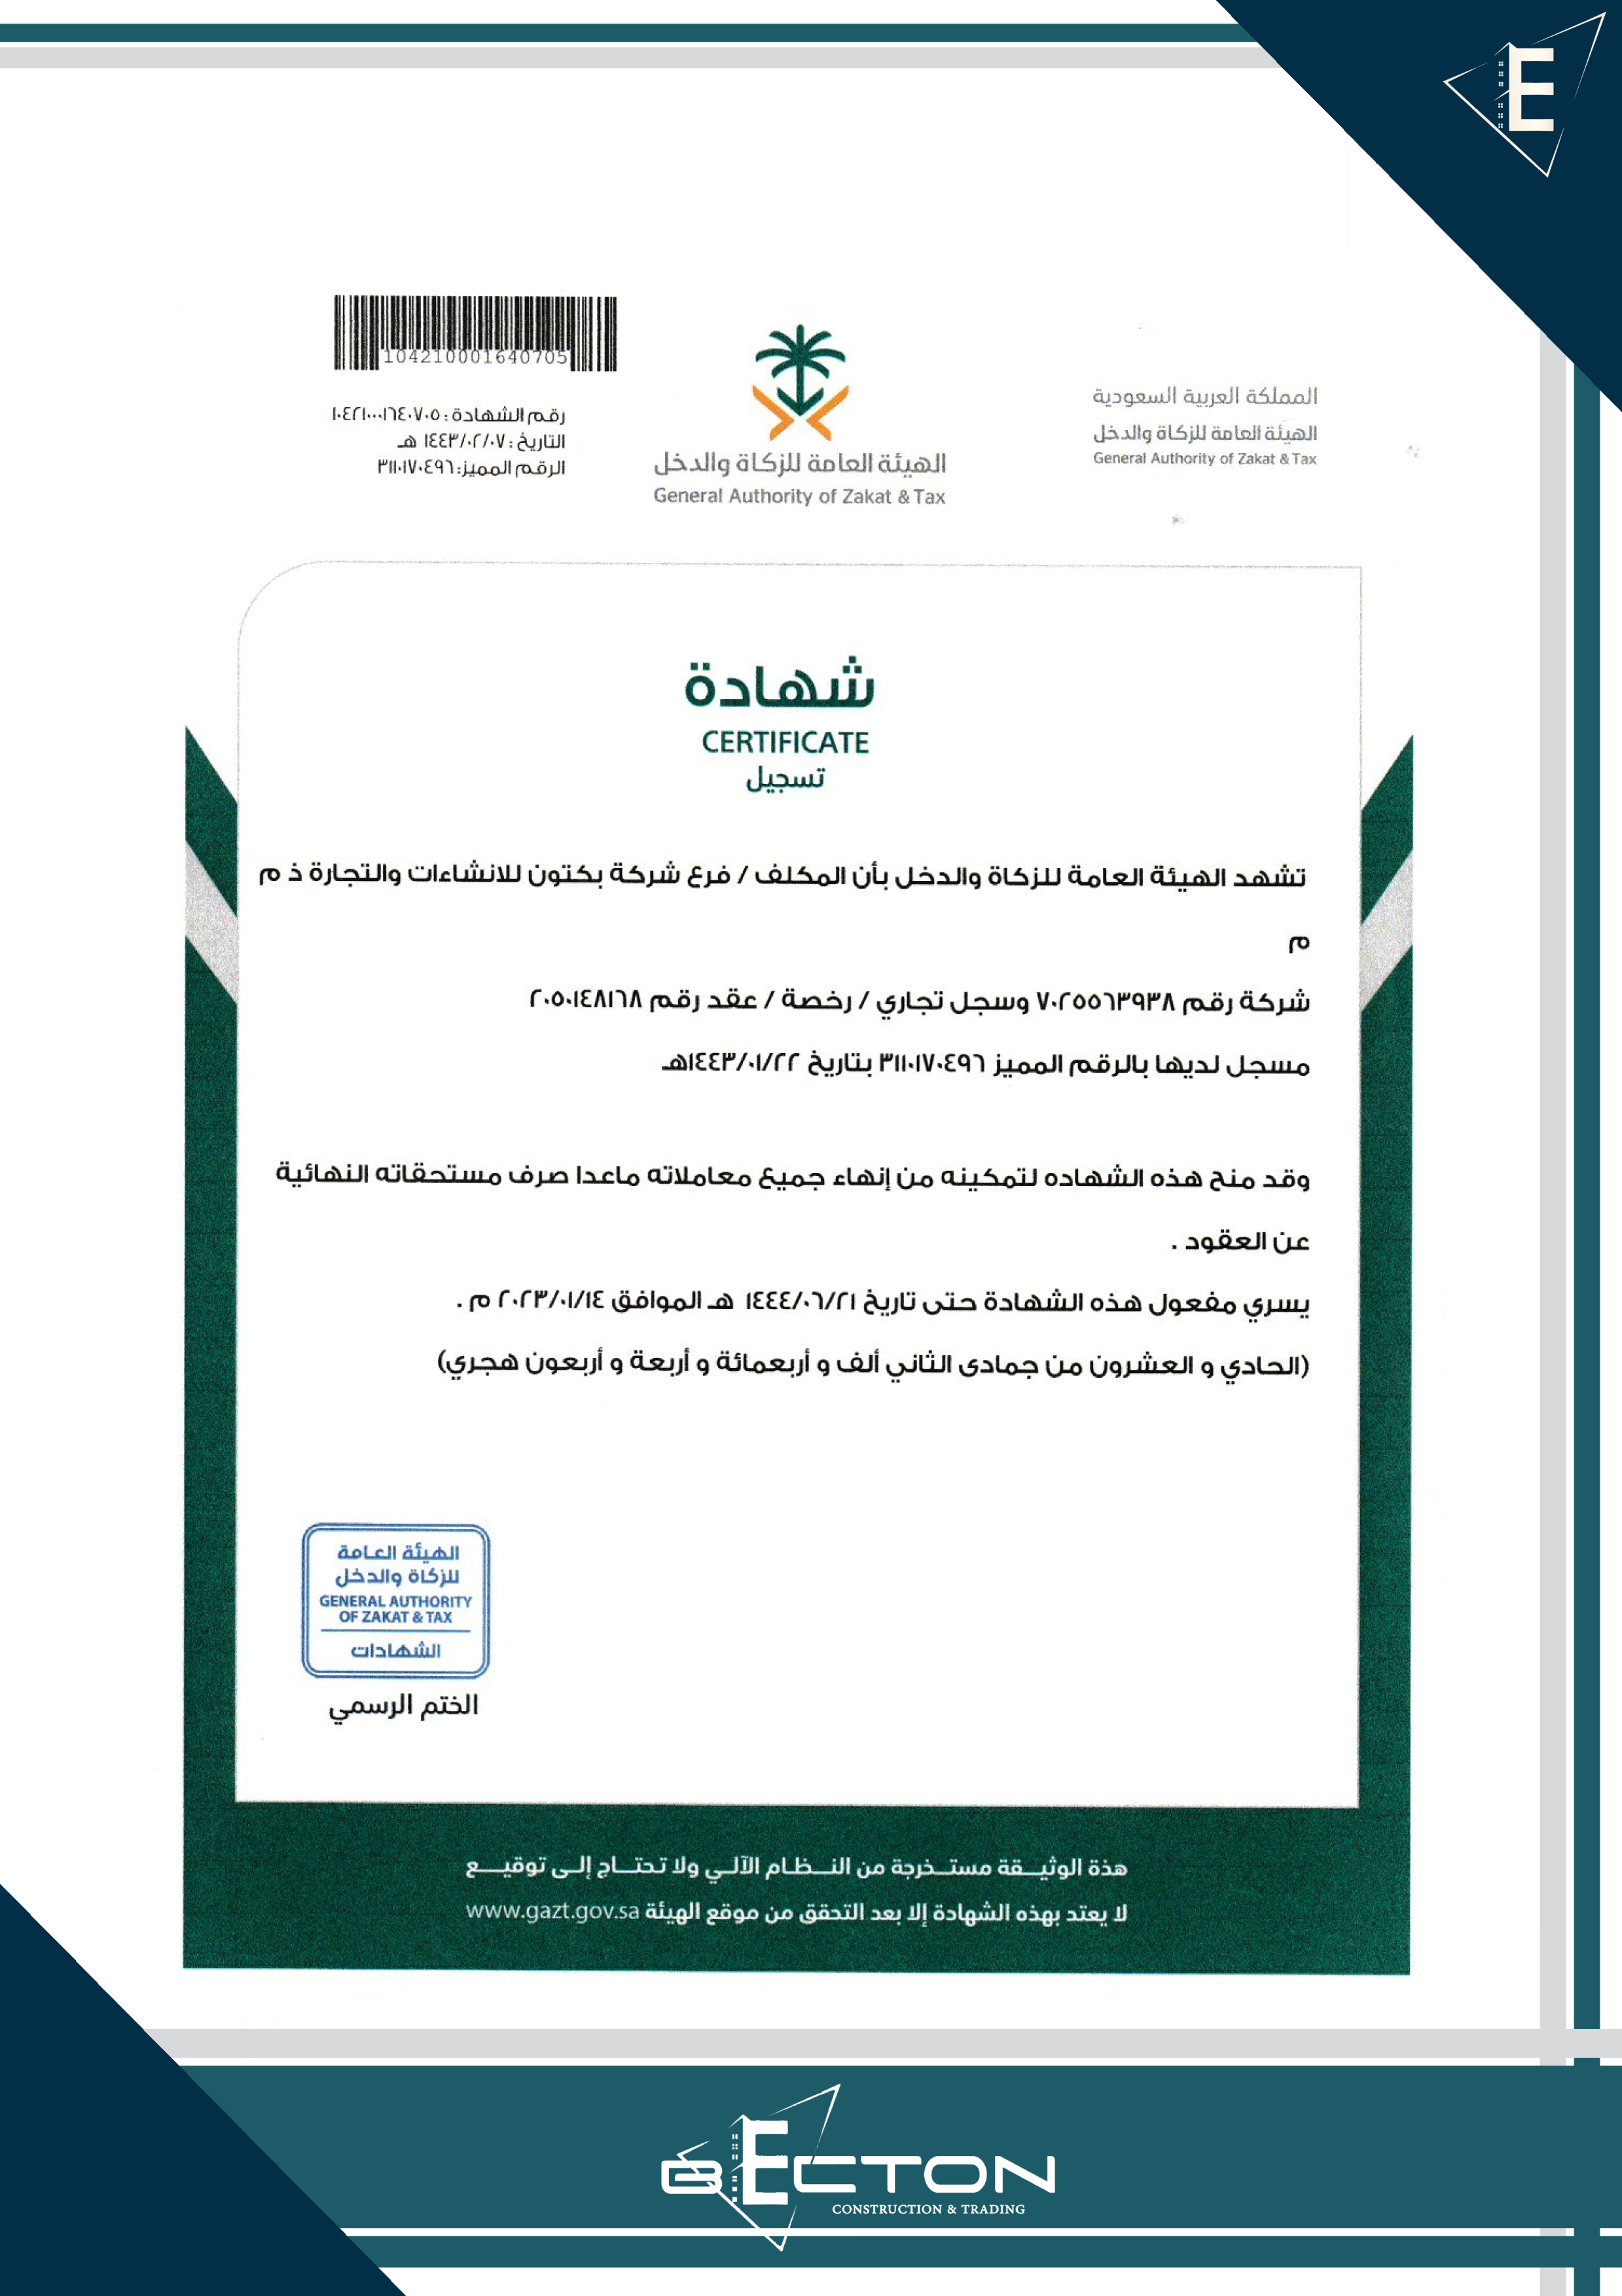 E
المملكة العربية السعودية
الهيئة العامة للزكاة والدخل
General Authority of Zakat & Tax
الهيئة العامة للزكاة والدخل
General Authority of Zakat & Tax
104210001640705
رقم الشهادة : ١٠٤٢١٠٠٠١٦٤٠٧٠٥
التاريخ : ١٤٤٣/٠٢/٠٧ هـ
الرقم المميز: ٣١١٠١٧٠٤٩٦
شهادة
CERTIFICATE
تسجيل
تشهد الهيئة العامة للزكاة والدخل بأن المكلف / فرع شركة بكتون للانشاءات والتجارة ذ م
م
شركة رقم ٧٠٢٥٥٦٣٩٣٨ وسجل تجاري / رخصة / عقد رقم ٢٠٥٠١٤٨١٦٨
مسجل لديها بالرقم المميز ٣١١٠١٧٠٤٩٦ بتاريخ ١٤٤٣/٠١/٢٢هـ
وقد منح هذه الشهاده لتمكينه من إنهاء جميع معاملاته ماعدا صرف مستحقاته النهائية
عن العقود .
يسري مفعول هذه الشهادة حتى تاريخ ١٤٤٤/٠٦/٢١ هـ الموافق ٢٠٢٣/٠١/١٤ م .
(الحادي و العشرون من جمادى الثاني ألف و أربعمائة و أربعة و أربعون هجري)
الهيئة العامة
للزكاة والدخل
GENERAL AUTHORITY
OF ZAKAT & TAX
الشهادات
الختم الرسمي
هذة الوثيـــقة مستــخرجة من النــظـام الآلــي ولا تـحتــاج إلــى توقيــــع
لا يعتد بهذه الشهادة إلا بعد التحقق من موقع الهيئة www.gazt.gov.sa
BECTON
CONSTRUCTION & TRADING